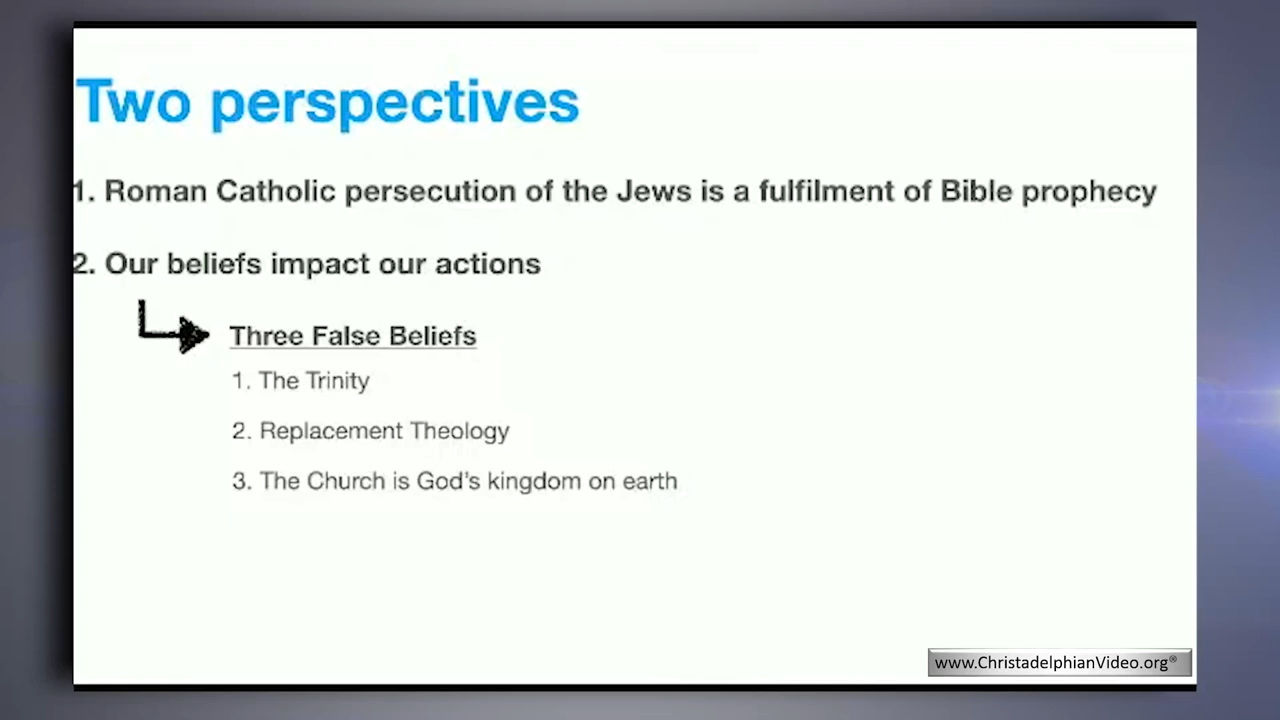 Two perspectives
1. Roman Catholic persecution of the Jews is a fulfilment of Bible prophecy
2. Our beliefs impact our actions
Three False Beliefs
1. The Trinity
2. Replacement Theology
3. The Church is God's kingdom on earth
www.ChristadelphianVideo.org®